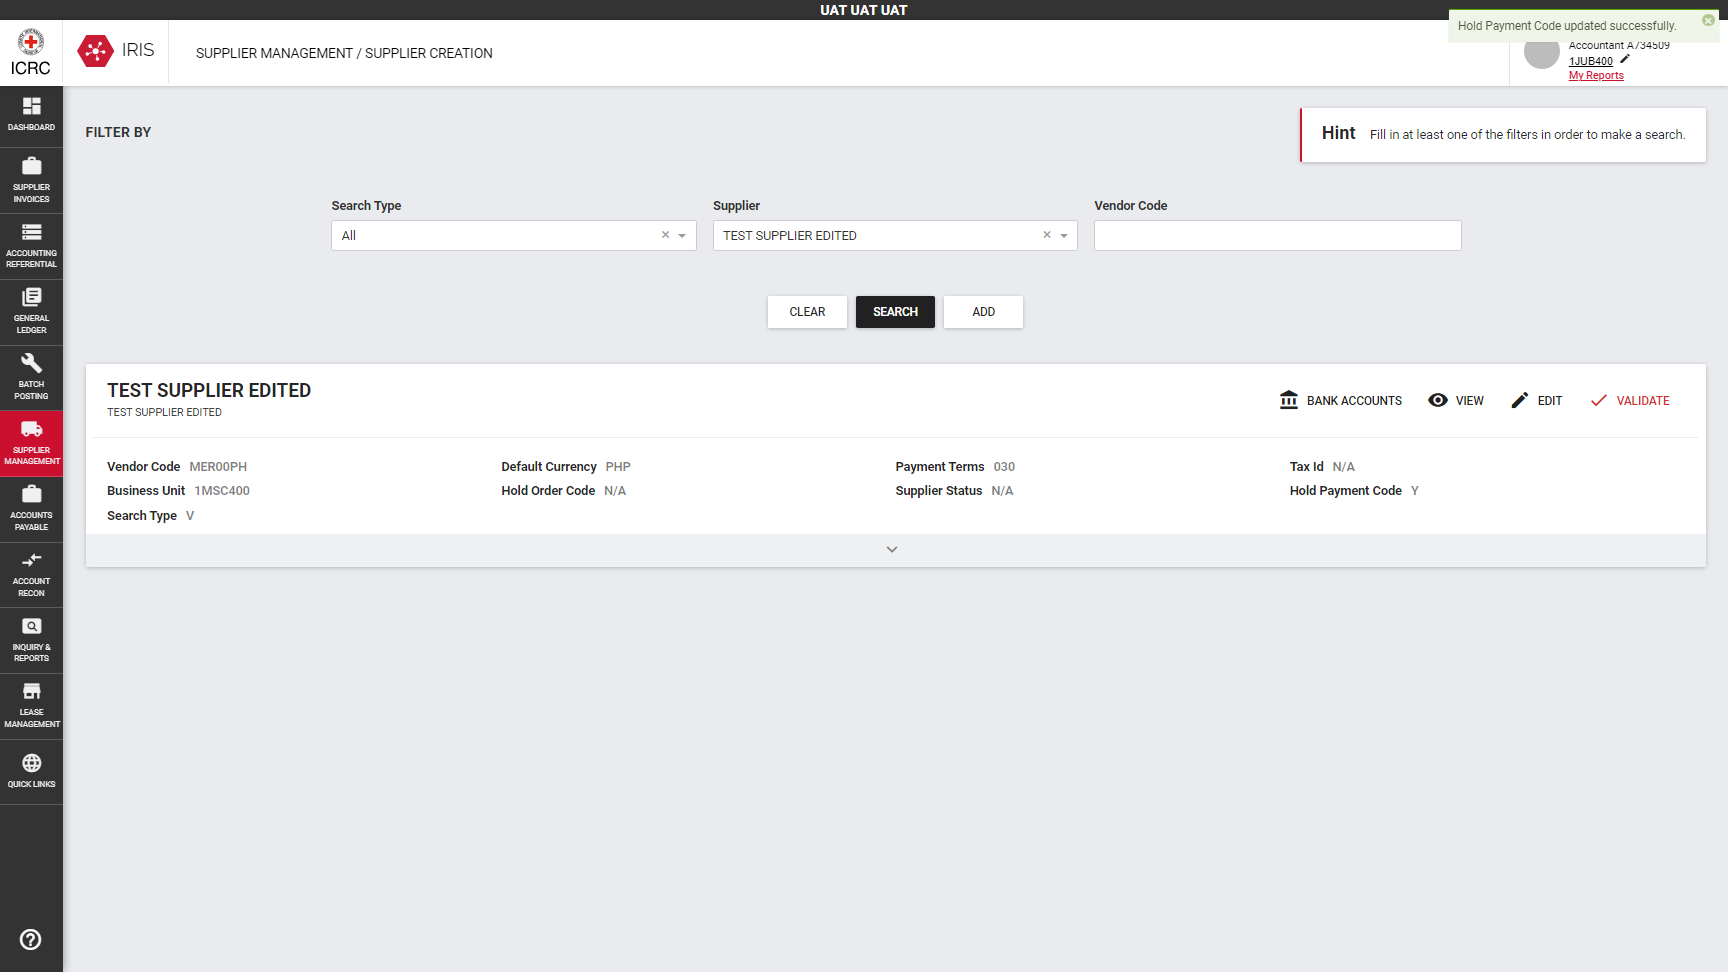 UAT UAT UAT
Hold Payment Code updated successfully.
ICRC
IRIS
SUPPLIER MANAGEMENT / SUPPLIER CREATION
Accountant A734509
1JUB400
My Reports
DASHBOARD
SUPPLIER
INVOICES
ACCOUNTING
REFERENTIAL
GENERAL
LEDGER
BATCH
POSTING
SUPPLIER
MANAGEMENT
ACCOUNTS
PAYABLE
ACCOUNT
RECON
INQUIRY &
REPORTS
LEASE
MANAGEMENT
QUICK LINKS
FILTER BY
Hint Fill in at least one of the filters in order to make a search.
Search Type Supplier Vendor Code
All TEST SUPPLIER EDITED
CLEAR SEARCH ADD
TEST SUPPLIER EDITED
TEST SUPPLIER EDITED
BANK ACCOUNTS VIEW EDIT VALIDATE
Vendor Code MER00PH Default Currency PHP Payment Terms 030 Tax Id N/A
Business Unit 1MSC400 Hold Order Code N/A Supplier Status N/A Hold Payment Code Y
Search Type V